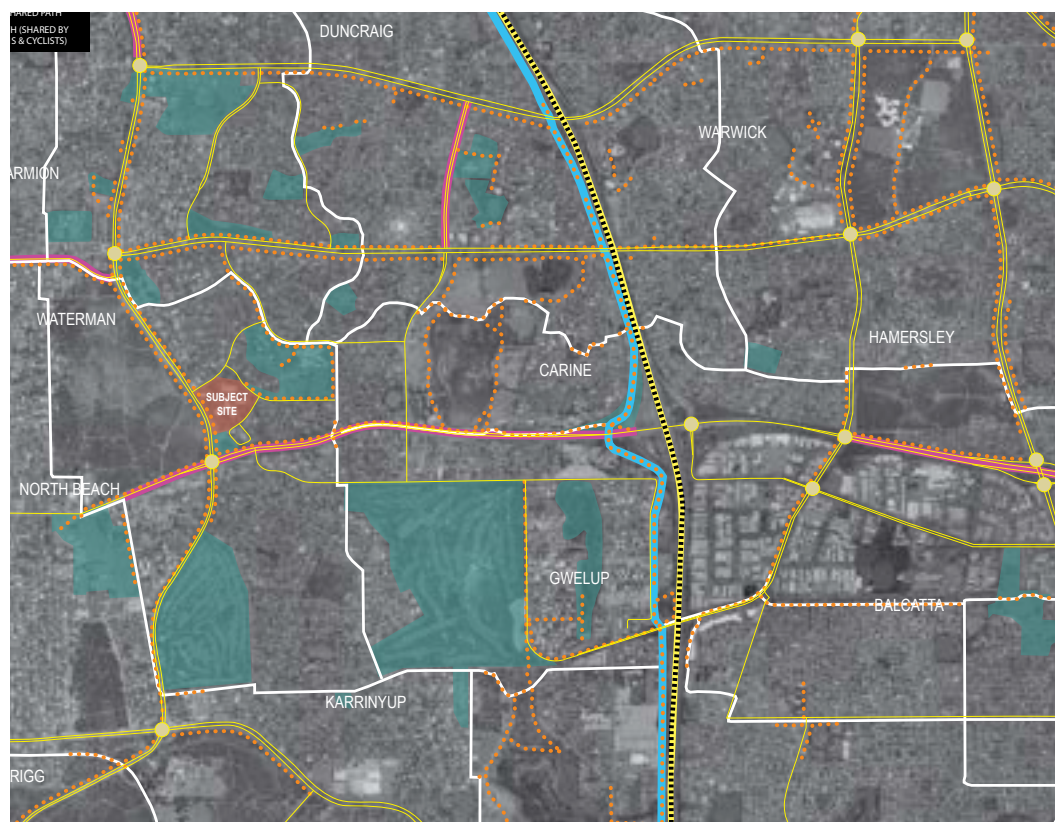 H (SHARED BY
S & CYCLISTS)
DUNCRAIG
WARWICK
ARMION
WATERMAN
HAMERSLEY
CARINE
SUBJECT
SITE
NORTH BEACH
GWELUP
BALCATTA
KARRINYUP
RIGG